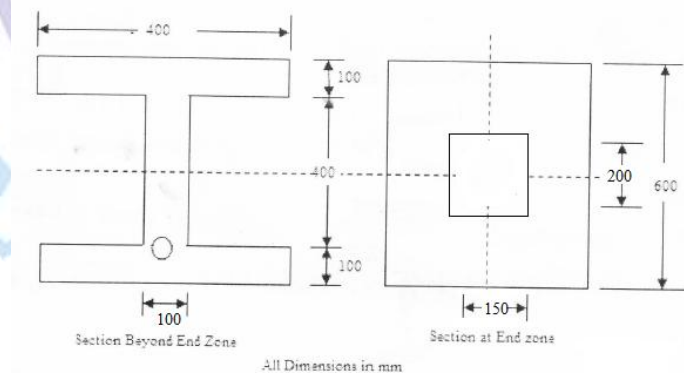 400
100
400
100
100
200
600
150
Section Beyond End Zone
Section at End zone
All Dimensions in mm